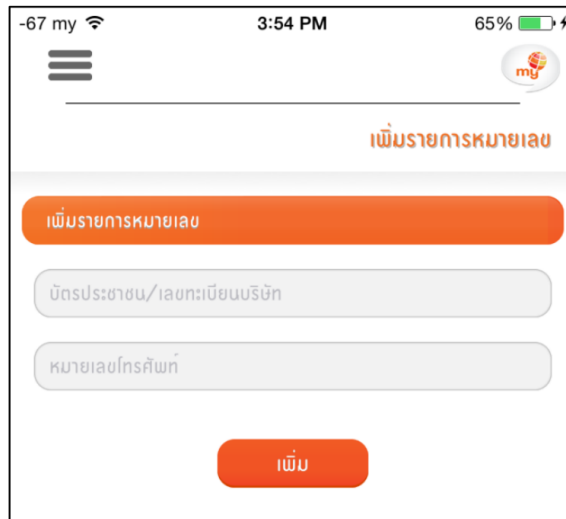 -67 my 3:54 PM 65%
my
เพิ่มรายการหมายเลข
เพิ่มรายการหมายเลข
บัตรประชาชน/เลขทะเบียนบริษัท
หมายเลขโทรศัพท์
เพิ่ม